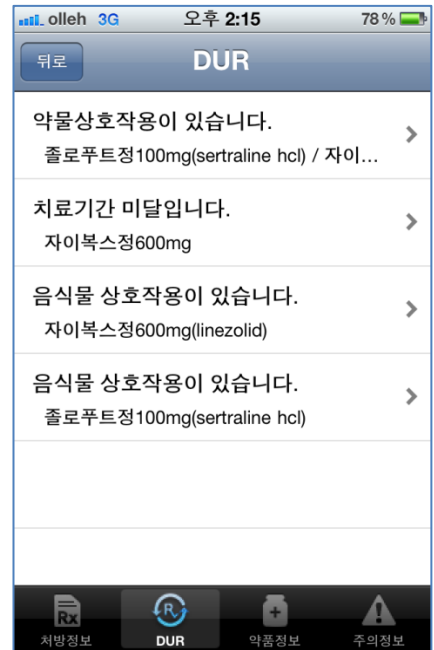 olleh 3G 오후 2:15 78%
뒤로 DUR
약물상호작용이 있습니다.
졸로푸트정100mg(sertraline hcl) / 자이...
치료기간 미달입니다.
자이복스정600mg
음식물 상호작용이 있습니다.
자이복스정600mg(linezolid)
음식물 상호작용이 있습니다.
졸로푸트정100mg(sertraline hcl)
Rx R
처방정보 DUR 약품정보 주의정보